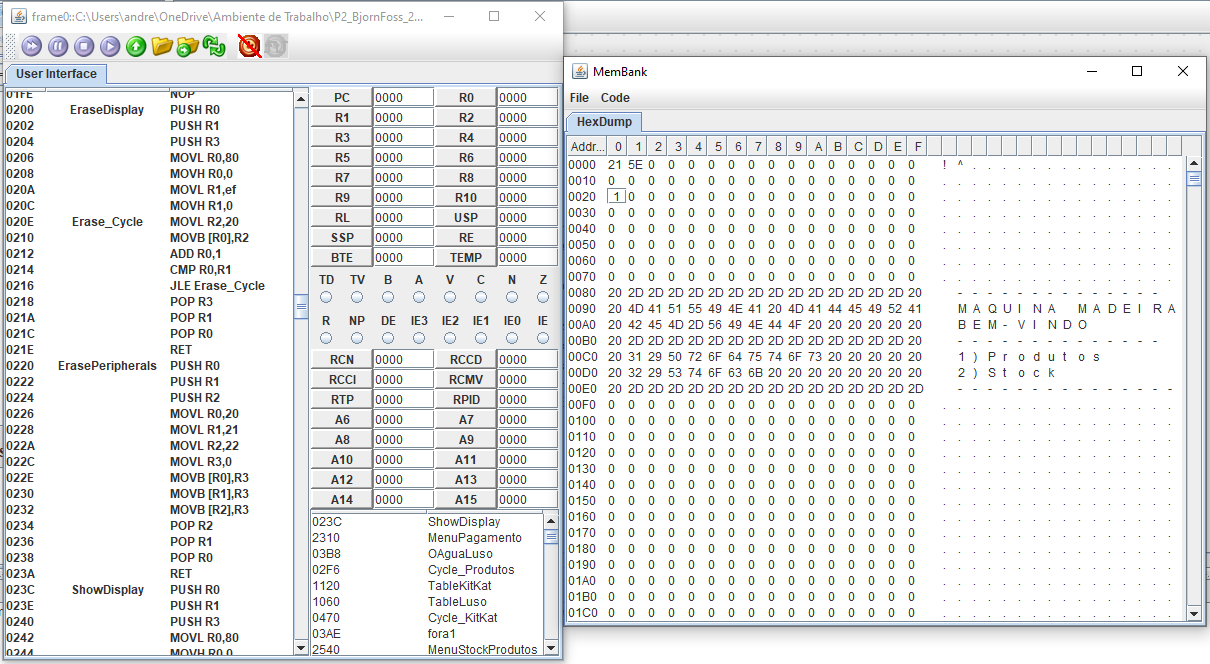 frame0::C:\Users\andre\OneDrive\Ambiente de Trabalho\P2_BjornFoss_2...
User Interface
01FE NOP
0200 EraseDisplay PUSH R0
0202 PUSH R1
0204 PUSH R3
0206 MOVL R0,80
0208 MOVH R0,0
020A MOVL R1,ef
020C MOVH R1,0
020E Erase_Cycle MOVL R2,20
0210 MOVB [R0],R2
0212 ADD R0,1
0214 CMP R0,R1
0216 JLE Erase_Cycle
0218 POP R3
021A POP R1
021C POP R0
021E RET
0220 ErasePeripherals PUSH R0
0222 PUSH R1
0224 PUSH R2
0226 MOVL R0,20
0228 MOVL R1,21
022A MOVL R2,22
022C MOVL R3,0
022E MOVB [R0],R3
0230 MOVB [R1],R3
0232 MOVB [R2],R3
0234 POP R2
0236 POP R1
0238 POP R0
023A RET
023C ShowDisplay PUSH R0
023E PUSH R1
0240 PUSH R3
0242 MOVL R0,80
0244 MOVH R0,0
PC 0000 R0 0000
R1 0000 R2 0000
R3 0000 R4 0000
R5 0000 R6 0000
R7 0000 R8 0000
R9 0000 R10 0000
RL 0000 USP 0000
SSP 0000 RE 0000
BTE 0000 TEMP 0000
TD TV B A V C N Z
R NP DE IE3 IE2 IE1 IE0 IE
RCN 0000 RCCD 0000
RCCI 0000 RCMV 0000
RTP 0000 RPID 0000
A6 0000 A7 0000
A8 0000 A9 0000
A10 0000 A11 0000
A12 0000 A13 0000
A14 0000 A15 0000
023C ShowDisplay
2310 MenuPagamento
03B8 OAguaLuso
02F6 Cycle_Produtos
1120 TableKitKat
1060 TableLuso
0470 Cycle_KitKat
03AE fora1
2540 MenuStockProdutos
MemBank
File Code
HexDump
Addr... 0 1 2 3 4 5 6 7 8 9 A B C D E F
0000 21 5E 0 0 0 0 0 0 0 0 0 0 0 0 0 0 ! ^ . . . . . . . . . . . . . .
0010 0 0 0 0 0 0 0 0 0 0 0 0 0 0 0 0 . . . . . . . . . . . . . . . .
0020 1 0 0 0 0 0 0 0 0 0 0 0 0 0 0 0 . . . . . . . . . . . . . . . .
0030 0 0 0 0 0 0 0 0 0 0 0 0 0 0 0 0 . . . . . . . . . . . . . . . .
0040 0 0 0 0 0 0 0 0 0 0 0 0 0 0 0 0 . . . . . . . . . . . . . . . .
0050 0 0 0 0 0 0 0 0 0 0 0 0 0 0 0 0 . . . . . . . . . . . . . . . .
0060 0 0 0 0 0 0 0 0 0 0 0 0 0 0 0 0 . . . . . . . . . . . . . . . .
0070 0 0 0 0 0 0 0 0 0 0 0 0 0 0 0 0 . . . . . . . . . . . . . . . .
0080 20 2D 2D 2D 2D 2D 2D 2D 2D 2D 2D 2D 2D 2D 2D 20 - - - - - - - - - - - - - -
0090 20 4D 41 51 55 49 4E 41 20 4D 41 44 45 49 52 41 M A Q U I N A M A D E I R A
00A0 20 42 45 4D 2D 56 49 4E 44 4F 20 20 20 20 20 20 B E M - V I N D O
00B0 20 2D 2D 2D 2D 2D 2D 2D 2D 2D 2D 2D 2D 2D 20 20 - - - - - - - - - - - - -
00C0 20 31 29 50 72 6F 64 75 74 6F 73 20 20 20 20 20 1 ) P r o d u t o s
00D0 20 32 29 53 74 6F 63 6B 20 20 20 20 20 20 20 20 2 ) S t o c k
00E0 20 2D 2D 2D 2D 2D 2D 2D 2D 2D 2D 2D 2D 2D 2D 2D - - - - - - - - - - - - - - -
00F0 0 0 0 0 0 0 0 0 0 0 0 0 0 0 0 0 . . . . . . . . . . . . . . . .
0100 0 0 0 0 0 0 0 0 0 0 0 0 0 0 0 0 . . . . . . . . . . . . . . . .
0110 0 0 0 0 0 0 0 0 0 0 0 0 0 0 0 0 . . . . . . . . . . . . . . . .
0120 0 0 0 0 0 0 0 0 0 0 0 0 0 0 0 0 . . . . . . . . . . . . . . . .
0130 0 0 0 0 0 0 0 0 0 0 0 0 0 0 0 0 . . . . . . . . . . . . . . . .
0140 0 0 0 0 0 0 0 0 0 0 0 0 0 0 0 0 . . . . . . . . . . . . . . . .
0150 0 0 0 0 0 0 0 0 0 0 0 0 0 0 0 0 . . . . . . . . . . . . . . . .
0160 0 0 0 0 0 0 0 0 0 0 0 0 0 0 0 0 . . . . . . . . . . . . . . . .
0170 0 0 0 0 0 0 0 0 0 0 0 0 0 0 0 0 . . . . . . . . . . . . . . . .
0180 0 0 0 0 0 0 0 0 0 0 0 0 0 0 0 0 . . . . . . . . . . . . . . . .
0190 0 0 0 0 0 0 0 0 0 0 0 0 0 0 0 0 . . . . . . . . . . . . . . . .
01A0 0 0 0 0 0 0 0 0 0 0 0 0 0 0 0 0 . . . . . . . . . . . . . . . .
01B0 0 0 0 0 0 0 0 0 0 0 0 0 0 0 0 0 . . . . . . . . . . . . . . . .
01C0 0 0 0 0 0 0 0 0 0 0 0 0 0 0 0 0 . . . . . . . . . . . . . . . .